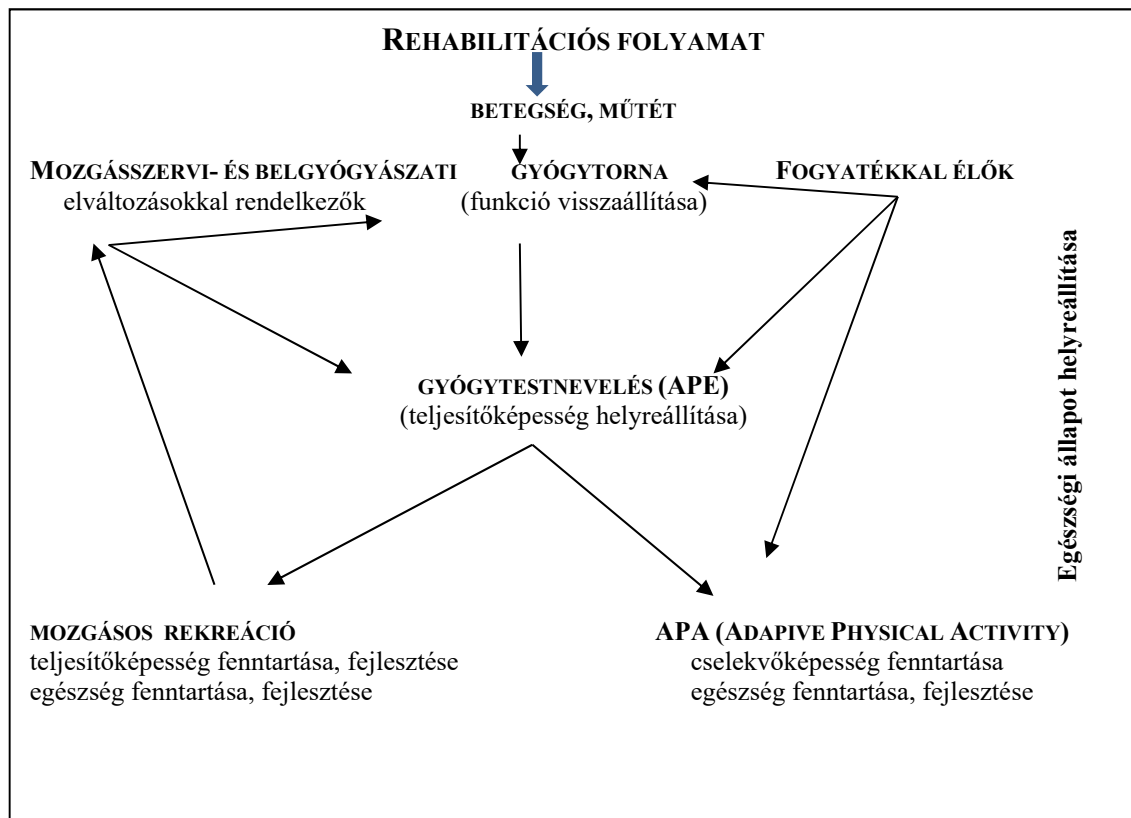 REHABILITÁCIÓS FOLYAMAT
BETEGSÉG, MŰTÉT
MOZGÁSSZERVI- ÉS BELGYÓGYÁSZATI
elváltozásokkal rendelkezők
GYÓGYTORNA
(funkció visszaállítása)
FOGYATÉKKAL ÉLŐK
Egészségi állapot helyreállítása
GYÓGYTESTNEVELÉS (APE)
(teljesítőképesség helyreállítása)
MOZGÁSOS REKREÁCIÓ
teljesítőképesség fenntartása, fejlesztése
egészség fenntartása, fejlesztése
APA (ADAPIVE PHYSICAL ACTIVITY)
cselekvőképesség fenntartása
egészség fenntartása, fejlesztése